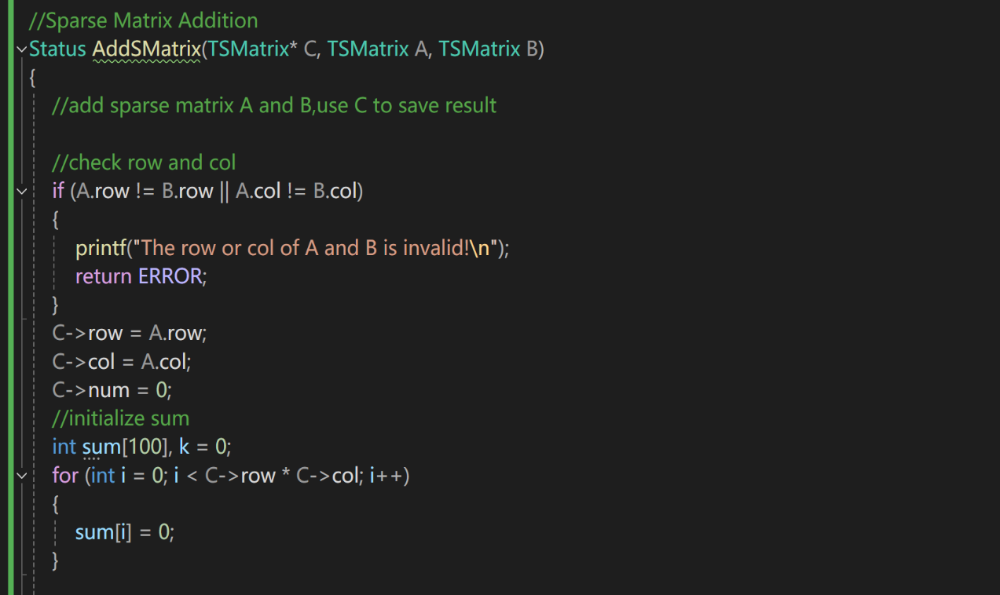 //Sparse Matrix Addition
Status AddSMatrix(TSMatrix* C, TSMatrix A, TSMatrix B)
{
//add sparse matrix A and B,use C to save result
//check row and col
if (A.row != B.row || A.col != B.col)
{
printf("The row or col of A and B is invalid!\n");
return ERROR;
}
C->row = A.row;
C->col = A.col;
C->num = 0;
//initialize sum
int sum[100], k = 0;
for (int i = 0; i < C->row * C->col; i++)
{
sum[i] = 0;
}